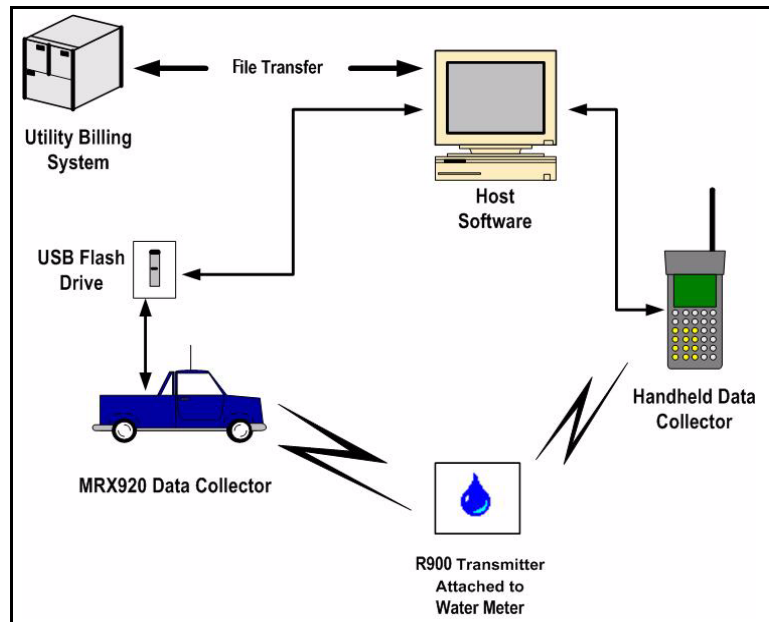 File Transfer
Utility Billing
System
Host
Software
USB Flash
Drive
Handheld Data
Collector
MRX920 Data Collector
R900 Transmitter
Attached to
Water Meter